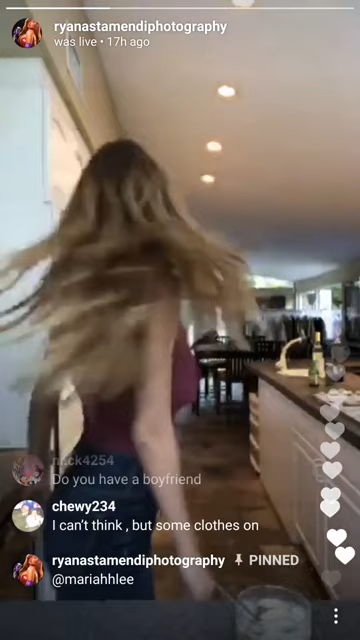 ryanastamendiphotography
was live • 17h ago
Do you have a boyfriend
chewy234
I can't think , but some clothes on
ryanastamendiphotography PINNED
@mariahhlee